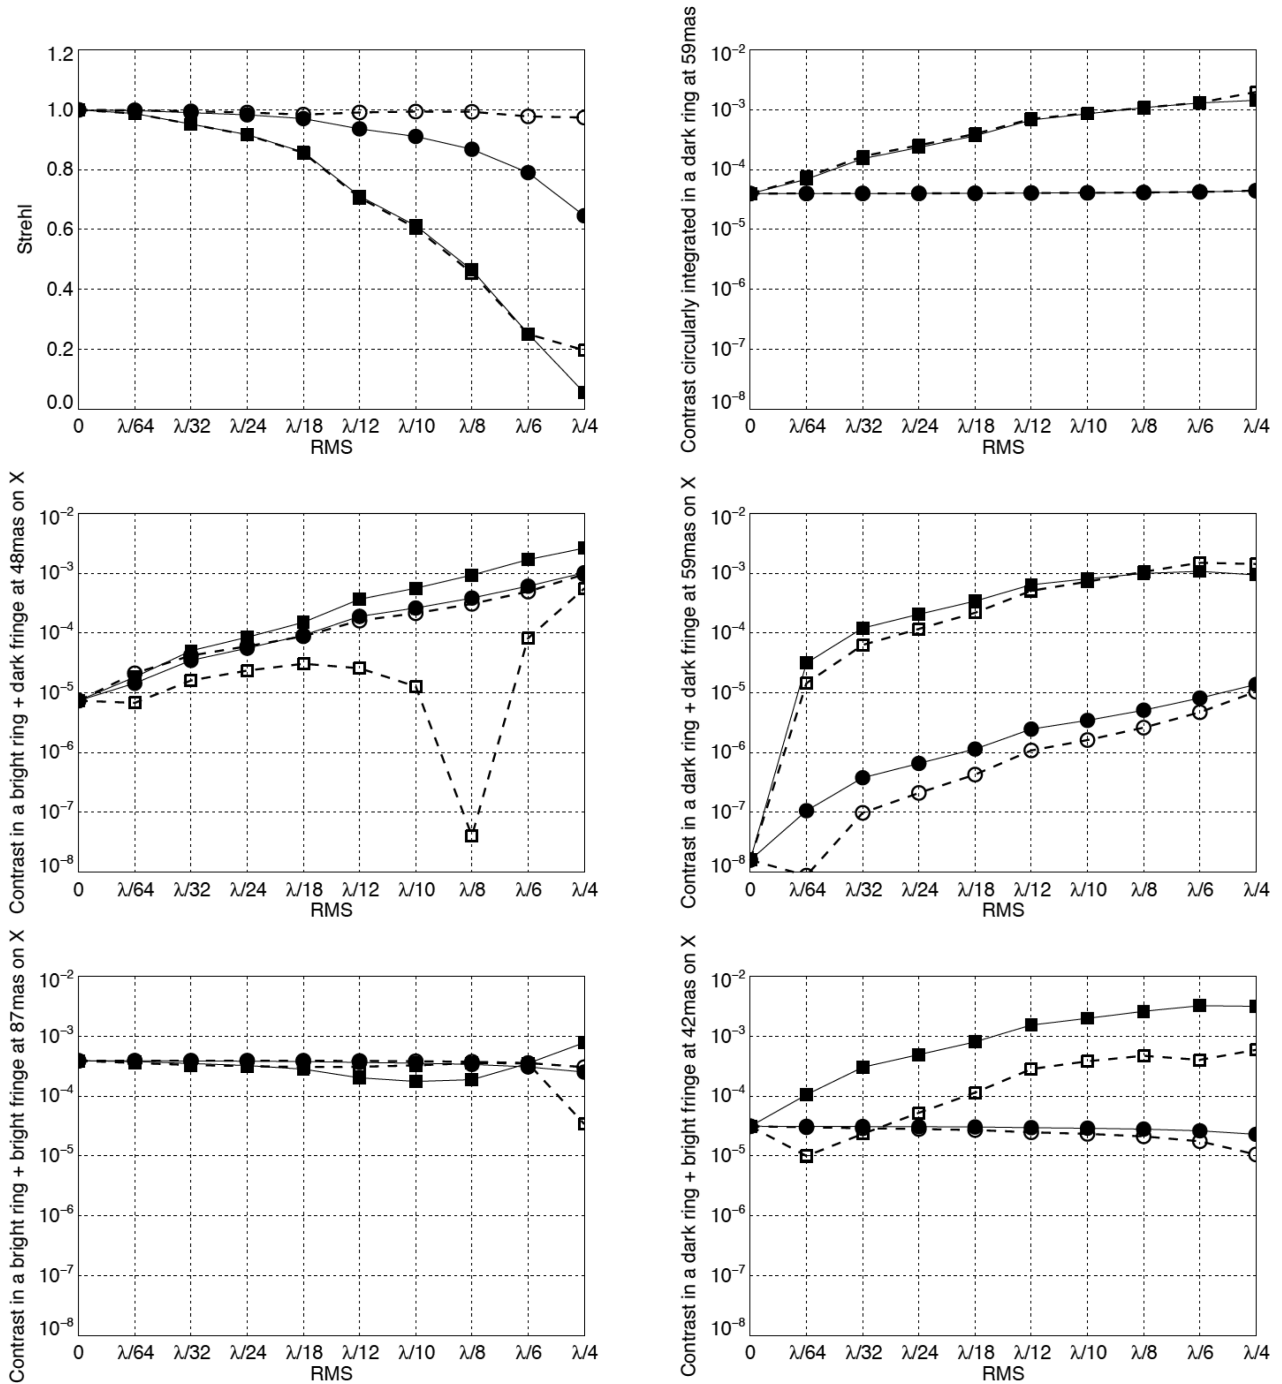 Strehl
1.2
1.0
0.8
0.6
0.4
0.2
0.0
0 λ/64 λ/32 λ/24 λ/18 λ/12 λ/10 λ/8 λ/6 λ/4
RMS
Contrast circularly integrated in a dark ring at 59mas
10⁻²
10⁻³
10⁻⁴
10⁻⁵
10⁻⁶
10⁻⁷
10⁻⁸
0 λ/64 λ/32 λ/24 λ/18 λ/12 λ/10 λ/8 λ/6 λ/4
RMS
Contrast in a bright ring + dark fringe at 48mas on X
10⁻²
10⁻³
10⁻⁴
10⁻⁵
10⁻⁶
10⁻⁷
10⁻⁸
0 λ/64 λ/32 λ/24 λ/18 λ/12 λ/10 λ/8 λ/6 λ/4
RMS
Contrast in a dark ring + dark fringe at 59mas on X
10⁻²
10⁻³
10⁻⁴
10⁻⁵
10⁻⁶
10⁻⁷
10⁻⁸
0 λ/64 λ/32 λ/24 λ/18 λ/12 λ/10 λ/8 λ/6 λ/4
RMS
Contrast in a bright ring + bright fringe at 87mas on X
10⁻²
10⁻³
10⁻⁴
10⁻⁵
10⁻⁶
10⁻⁷
10⁻⁸
0 λ/64 λ/32 λ/24 λ/18 λ/12 λ/10 λ/8 λ/6 λ/4
RMS
Contrast in a dark ring + bright fringe at 42mas on X
10⁻²
10⁻³
10⁻⁴
10⁻⁵
10⁻⁶
10⁻⁷
10⁻⁸
0 λ/64 λ/32 λ/24 λ/18 λ/12 λ/10 λ/8 λ/6 λ/4
RMS